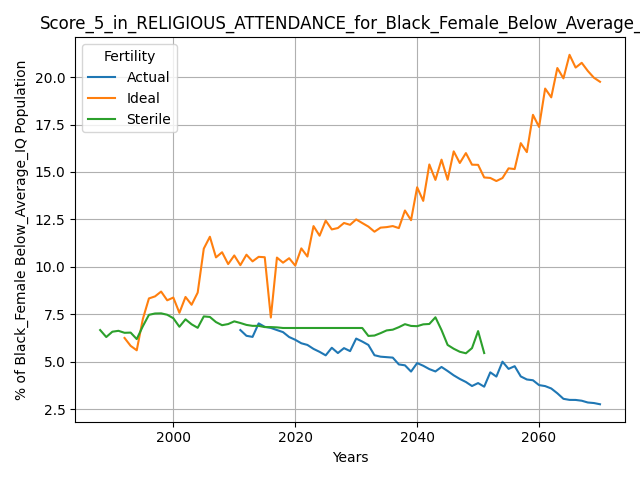 Score_5_in_RELIGIOUS_ATTENDANCE_for_Black_Female_Below_Average_
Fertility
Actual
Ideal
Sterile
% of Black_Female Below_Average_IQ Population
20.0
17.5
15.0
12.5
10.0
7.5
5.0
2.5
2000
2020
2040
2060
Years